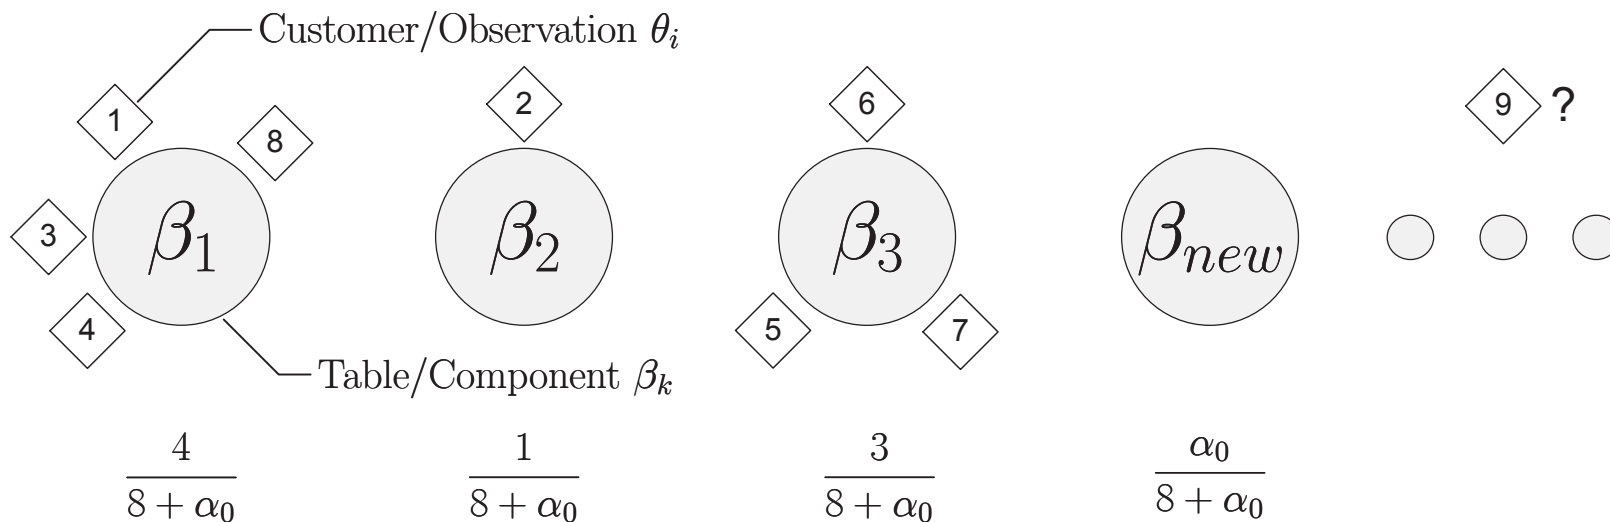 Customer/Observation θ_i
1
8
3
4
β_1
2
β_2
6
5
7
β_3
β_new
9 ?
Table/Component β_k
4/(8 + α_0)
1/(8 + α_0)
3/(8 + α_0)
α_0/(8 + α_0)